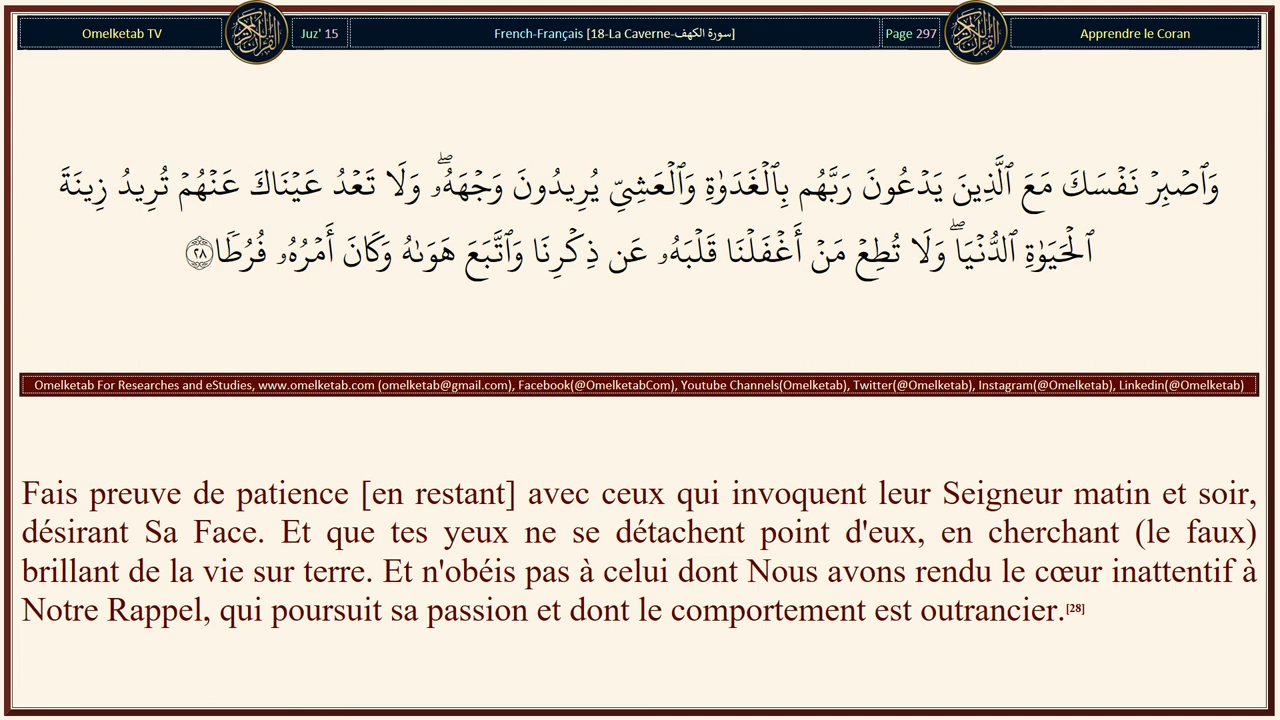 Omelketab TV
Juz' 15
French-Français [18-La Caverne-سورة الكهف]
Page 297
Apprendre le Coran
وَٱصۡبِرۡ نَفۡسَكَ مَعَ ٱلَّذِينَ يَدۡعُونَ رَبَّهُم بِٱلۡغَدَوٰةِ وَٱلۡعَشِيِّ يُرِيدُونَ وَجۡهَهُۥۖ وَلَا تَعۡدُ عَيۡنَاكَ عَنۡهُمۡ تُرِيدُ زِينَةَ
ٱلۡحَيَوٰةِ ٱلدُّنۡيَاۖ وَلَا تُطِعۡ مَنۡ أَغۡفَلۡنَا قَلۡبَهُۥ عَن ذِكۡرِنَا وَٱتَّبَعَ هَوَىٰهُ وَكَانَ أَمۡرُهُۥ فُرُطٗا ٢٨
Omelketab For Researches and eStudies, www.omelketab.com (omelketab@gmail.com), Facebook(@OmelketabCom), Youtube Channels(Omelketab), Twitter(@Omelketab), Instagram(@Omelketab), Linkedin(@Omelketab)
Fais preuve de patience [en restant] avec ceux qui invoquent leur Seigneur matin et soir,
désirant Sa Face. Et que tes yeux ne se détachent point d'eux, en cherchant (le faux)
brillant de la vie sur terre. Et n'obéis pas à celui dont Nous avons rendu le cœur inattentif à
Notre Rappel, qui poursuit sa passion et dont le comportement est outrancier.[28]